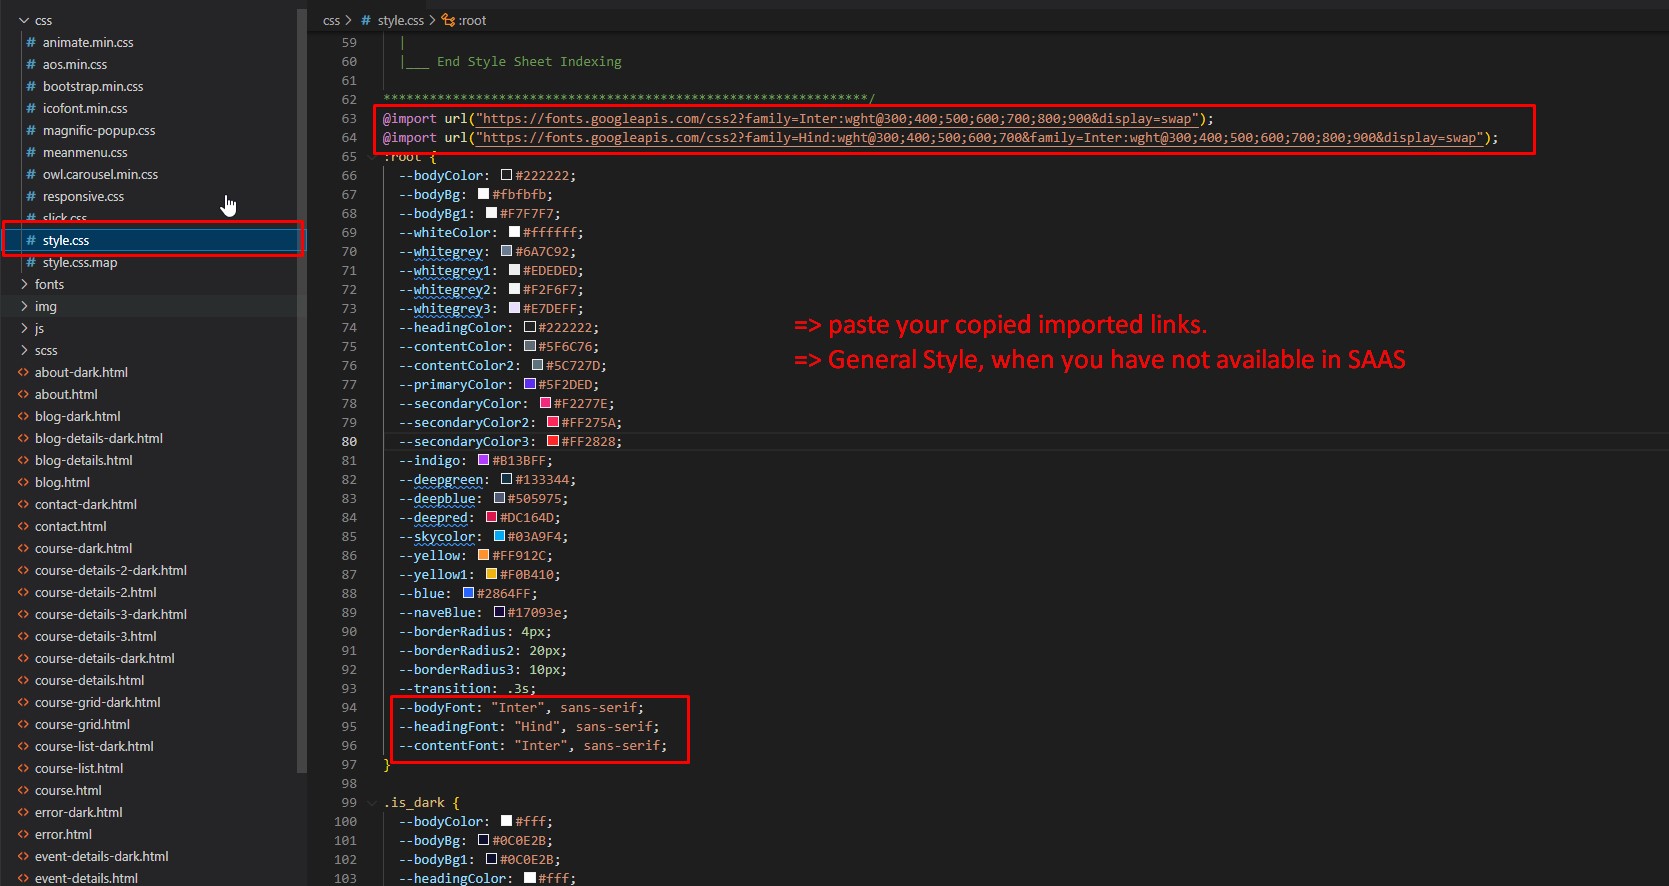 css
# animate.min.css
# aos.min.css
# bootstrap.min.css
# icofont.min.css
# magnific-popup.css
# meanmenu.css
# owl.carousel.min.css
# responsive.css
# slick.css
# style.css
# style.css.map
fonts
img
js
scss
about-dark.html
about.html
blog-dark.html
blog-details-dark.html
blog-details.html
blog.html
contact-dark.html
contact.html
course-dark.html
course-details-2-dark.html
course-details-2.html
course-details-3-dark.html
course-details-3.html
course-details-dark.html
course-details.html
course-grid-dark.html
course-grid.html
course-list-dark.html
course-list.html
course.html
error-dark.html
error.html
event-details-dark.html
event-details.html
css > # style.css > :root
59 |
60 |___ End Style Sheet Indexing
61
62 ***************************************************************/
63 @import url("https://fonts.googleapis.com/css2?family=Inter:wght@300;400;500;600;700;800;900&display=swap");
64 @import url("https://fonts.googleapis.com/css2?family=Hind:wght@300;400;500;600;700&family=Inter:wght@300;400;500;600;700;800;900&display=swap");
65 :root {
66 --bodyColor: #222222;
67 --bodyBg: #fbfbfb;
68 --bodyBg1: #F7F7F7;
69 --whiteColor: #ffffff;
70 --whitegrey: #6A7C92;
71 --whitegrey1: #EDEDED;
72 --whitegrey2: #F2F6F7;
73 --whitegrey3: #E7DEFF;
74 --headingColor: #222222;
75 --contentColor: #5F6C76;
76 --contentColor2: #5C727D;
77 --primaryColor: #5F2DED;
78 --secondaryColor: #F2277E;
79 --secondaryColor2: #FF275A;
80 --secondaryColor3: #FF2828;
81 --indigo: #B13BFF;
82 --deepgreen: #133344;
83 --deepblue: #505975;
84 --deepred: #DC164D;
85 --skycolor: #03A9F4;
86 --yellow: #FF912C;
87 --yellow1: #F0B410;
88 --blue: #2864FF;
89 --naveBlue: #17093e;
90 --borderRadius: 4px;
91 --borderRadius2: 20px;
92 --borderRadius3: 10px;
93 --transition: .3s;
94 --bodyFont: "Inter", sans-serif;
95 --headingFont: "Hind", sans-serif;
96 --contentFont: "Inter", sans-serif;
97 }
98
99 .is_dark {
100 --bodyColor: #fff;
101 --bodyBg: #0C0E2B;
102 --bodyBg1: #0C0E2B;
103 --headingColor: #fff;
=> paste your copied imported links.
=> General Style, when you have not available in SAAS